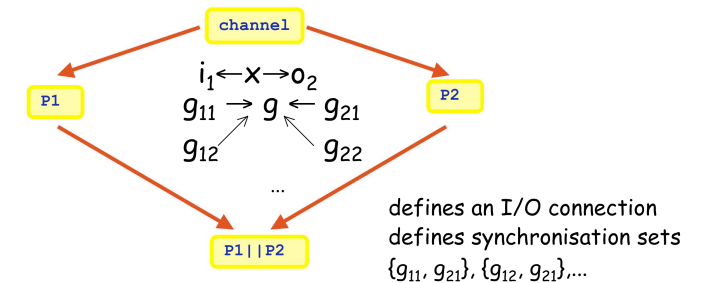 channel
i₁←x→o₂
P1
P2
g₁₁ → g ← g₂₁
g₁₂ g₂₂
...
defines an I/O connection
defines synchronisation sets
P1||P2
{g₁₁, g₂₁}, {g₁₂, g₂₁},...